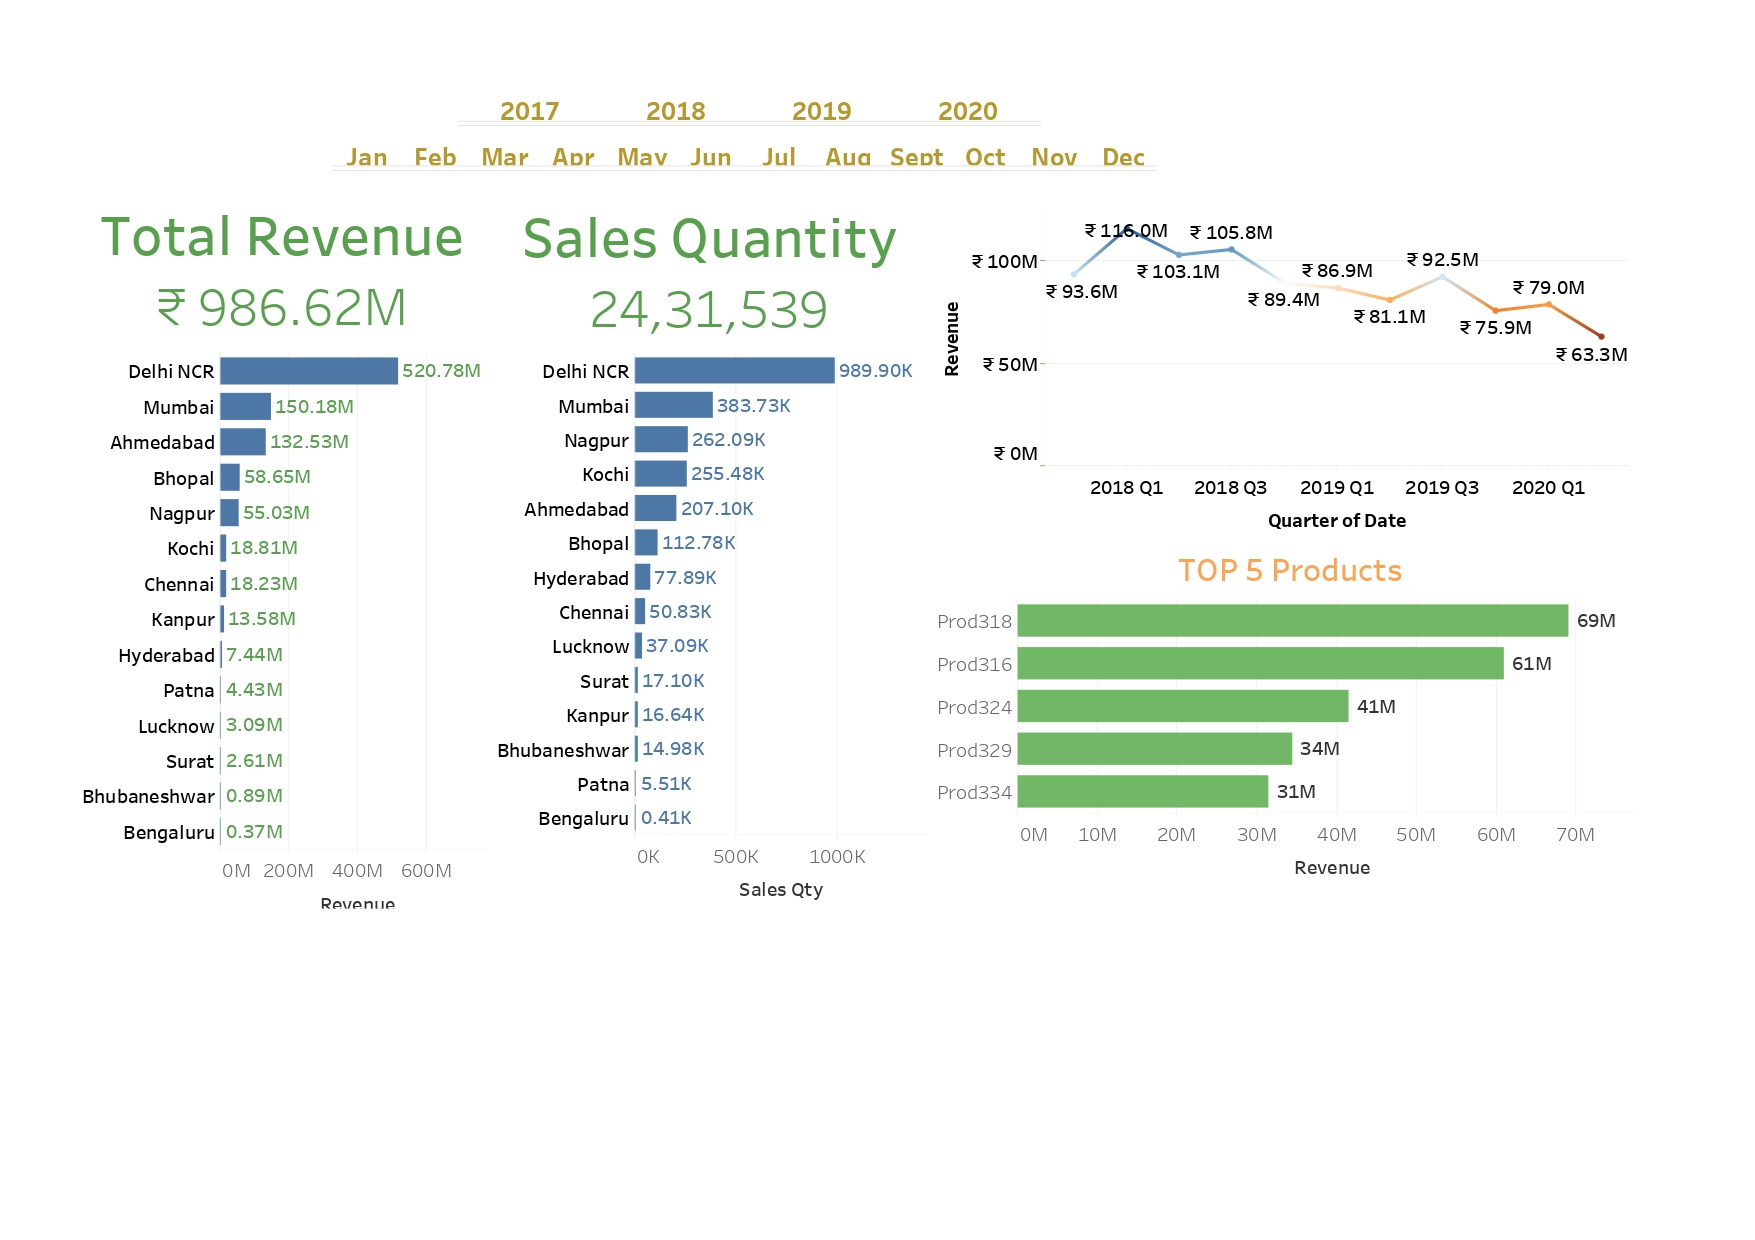 2017 2018 2019 2020
Jan Feb Mar Apr May Jun Jul Aug Sept Oct Nov Dec
Total Revenue
₹ 986.62M
Delhi NCR 520.78M
Mumbai 150.18M
Ahmedabad 132.53M
Bhopal 58.65M
Nagpur 55.03M
Kochi 18.81M
Chennai 18.23M
Kanpur 13.58M
Hyderabad 7.44M
Patna 4.43M
Lucknow 3.09M
Surat 2.61M
Bhubaneshwar 0.89M
Bengaluru 0.37M
0M 200M 400M 600M
Revenue
Sales Quantity
24,31,539
Delhi NCR 989.90K
Mumbai 383.73K
Nagpur 262.09K
Kochi 255.48K
Ahmedabad 207.10K
Bhopal 112.78K
Hyderabad 77.89K
Chennai 50.83K
Lucknow 37.09K
Surat 17.10K
Kanpur 16.64K
Bhubaneshwar 14.98K
Patna 5.51K
Bengaluru 0.41K
0K 500K 1000K
Sales Qty
Revenue
₹ 100M
₹ 50M
₹ 0M
₹ 93.6M
₹ 116.0M
₹ 103.1M
₹ 105.8M
₹ 89.4M
₹ 86.9M
₹ 81.1M
₹ 92.5M
₹ 75.9M
₹ 79.0M
₹ 63.3M
2018 Q1 2018 Q3 2019 Q1 2019 Q3 2020 Q1
Quarter of Date
TOP 5 Products
Prod318 69M
Prod316 61M
Prod324 41M
Prod329 34M
Prod334 31M
0M 10M 20M 30M 40M 50M 60M 70M
Revenue